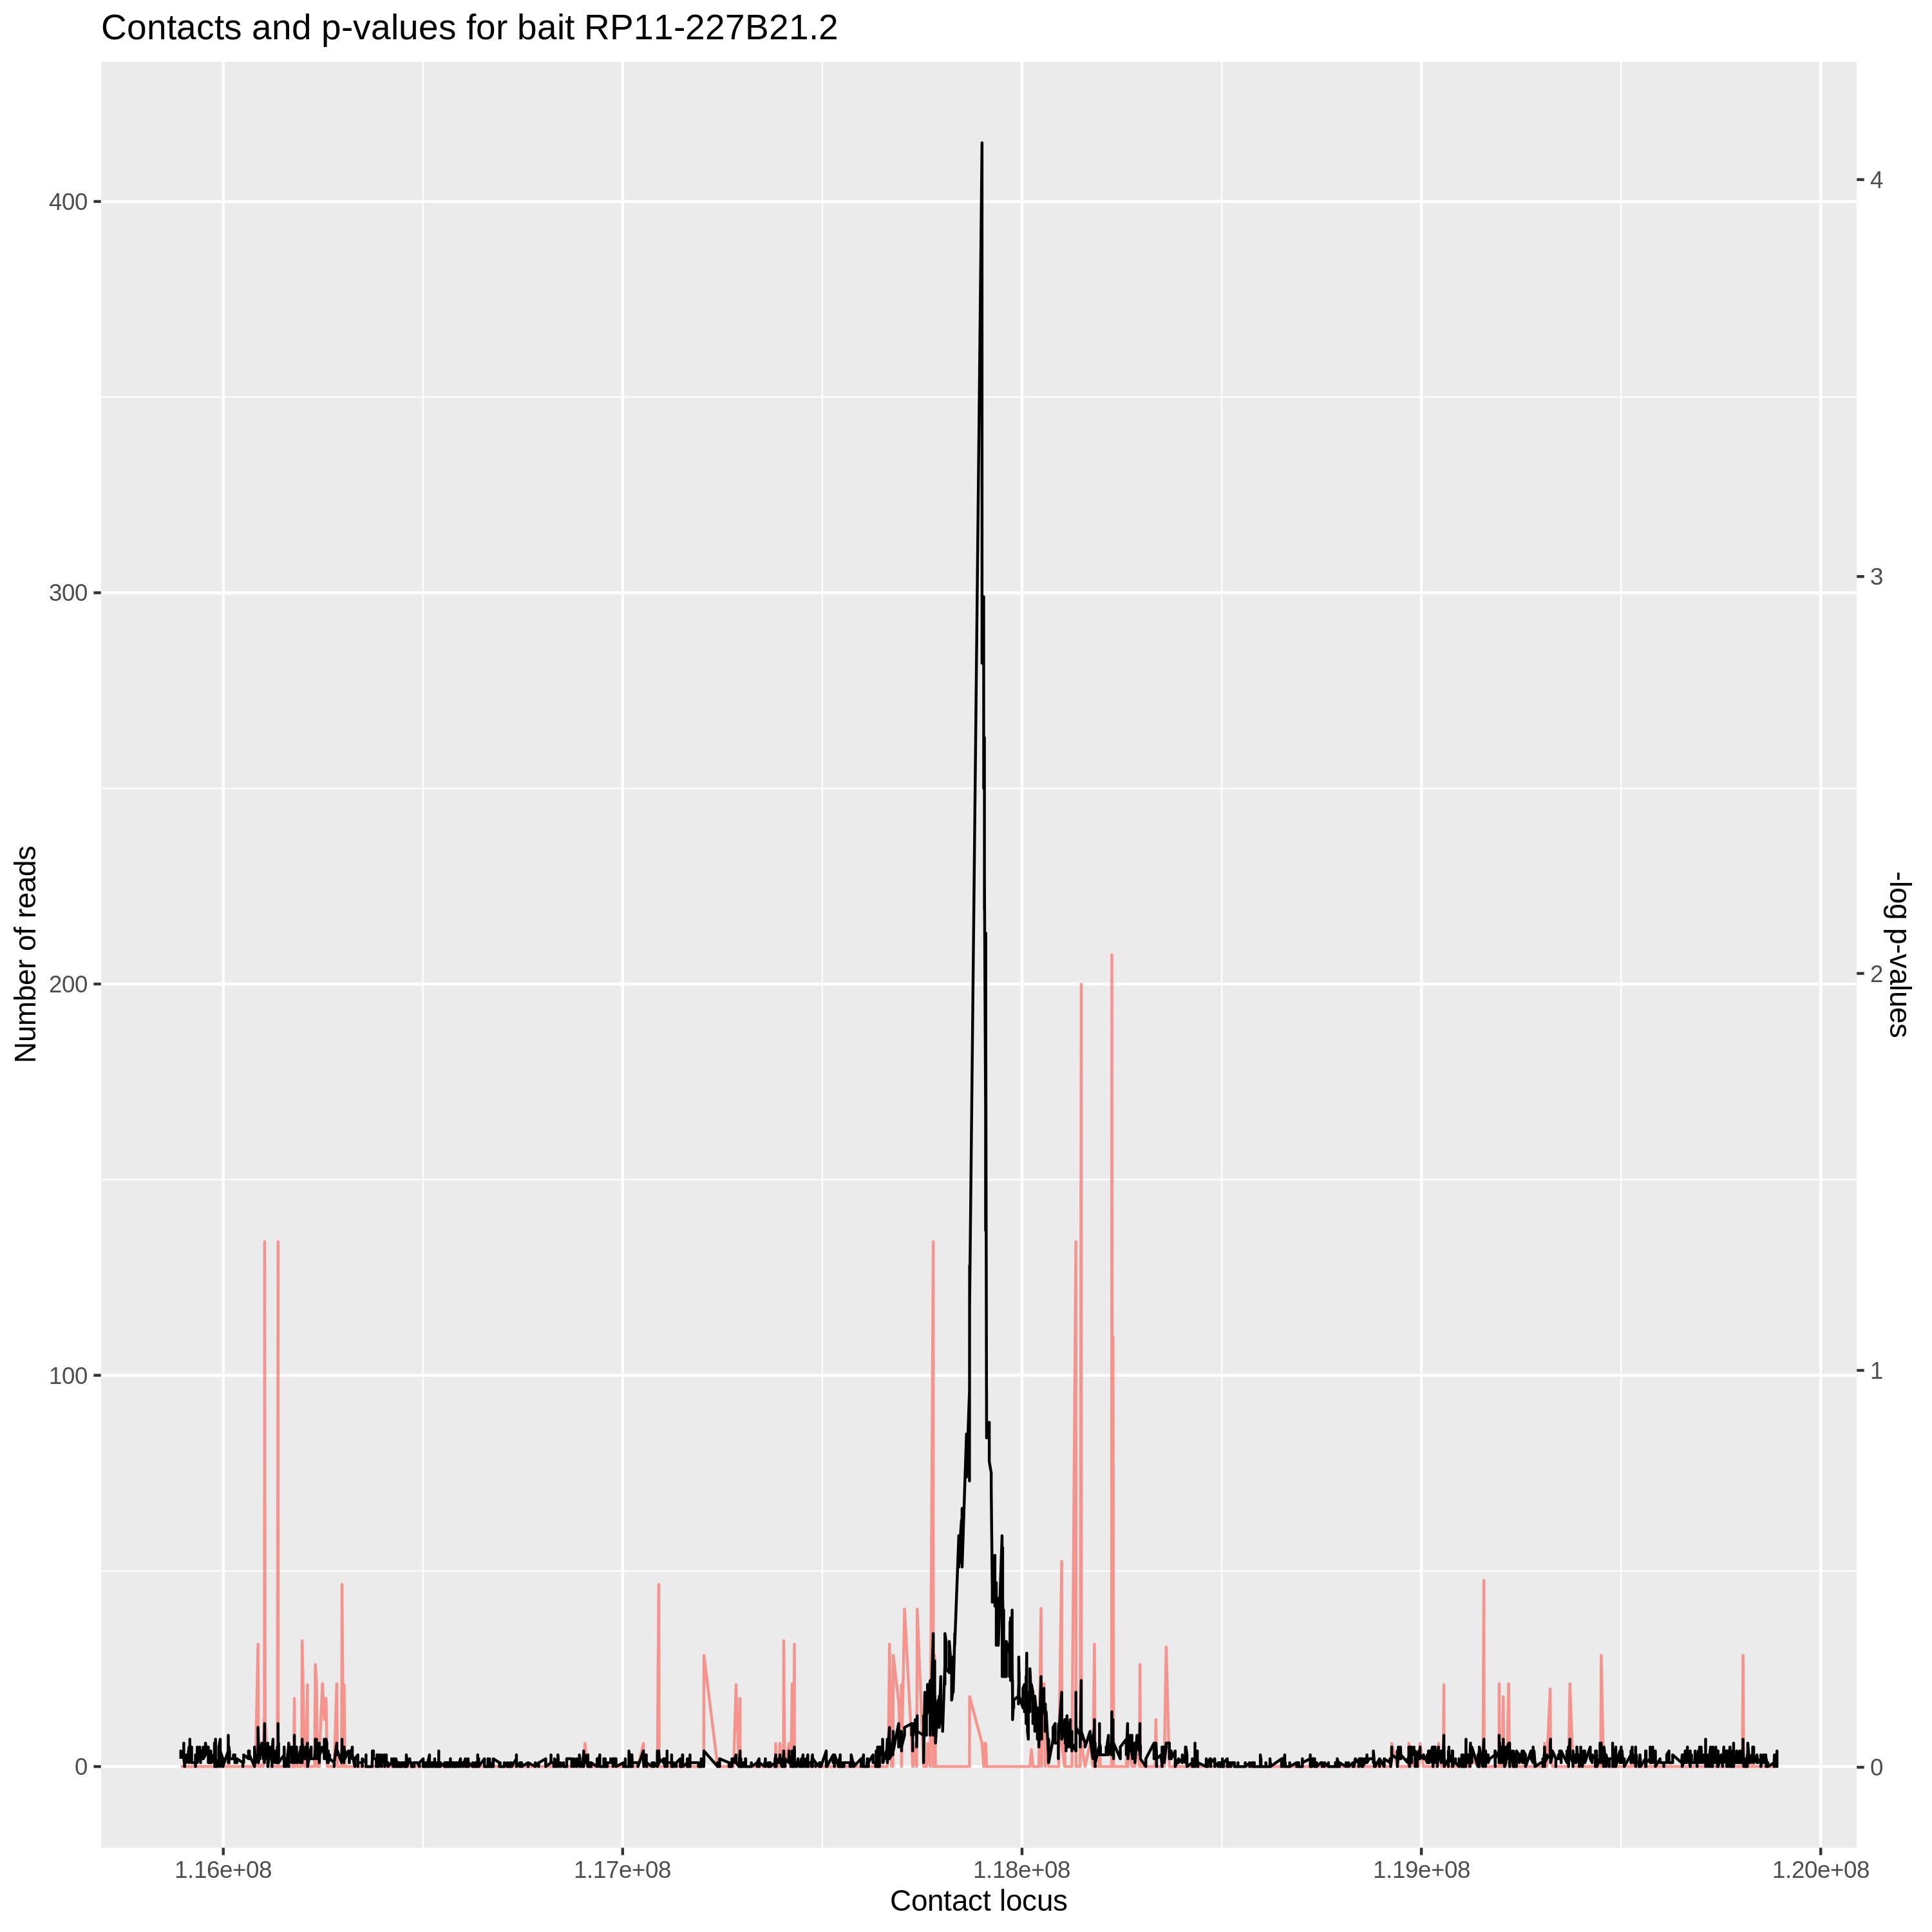 Contacts and p-values for bait RP11-227B21.2
Number of reads
400
300
200
100
0
4
3
2
1
0
-log p-values
1.16e+08
1.17e+08
1.18e+08
1.19e+08
1.20e+08
Contact locus